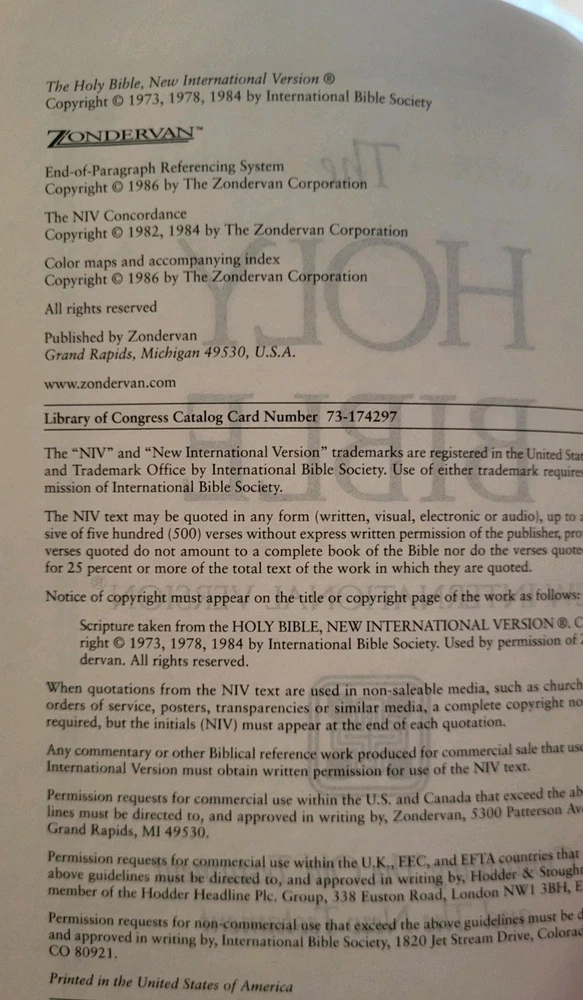 The Holy Bible, New International Version ®
Copyright © 1973, 1978, 1984 by International Bible Society
ZONDERVAN™
End-of-Paragraph Referencing System
Copyright © 1986 by The Zondervan Corporation
The NIV Concordance
Copyright © 1982, 1984 by The Zondervan Corporation
Color maps and accompanying index
Copyright © 1986 by The Zondervan Corporation
All rights reserved
Published by Zondervan
Grand Rapids, Michigan 49530, U.S.A.
www.zondervan.com
Library of Congress Catalog Card Number 73-174297
The “NIV” and “New International Version” trademarks are registered in the United
and Trademark Office by International Bible Society. Use of either trademark
mission of International Bible Society.
The NIV text may be quoted in any form (written, visual, electronic or audio), up to
sive of five hundred (500) verses without express written permission of the publisher,
verses quoted do not amount to a complete book of the Bible nor do the verses
for 25 percent or more of the total text of the work in which they are quoted.
Notice of copyright must appear on the title or copyright page of the work as follows:
Scripture taken from the HOLY BIBLE, NEW INTERNATIONAL VERSION ®.
right © 1973, 1978, 1984 by International Bible Society. Used by permission of
dervan. All rights reserved.
When quotations from the NIV text are used in non-saleable media, such as church
orders of service, posters, transparencies or similar media, a complete copyright
required, but the initials (NIV) must appear at the end of each quotation.
Any commentary or other Biblical reference work produced for commercial sale that
International Version must obtain written permission for use of the NIV text.
Permission requests for commercial use within the U.S. and Canada that exceed the
lines must be directed to, and approved in writing by, Zondervan, 5300 Patterson
Grand Rapids, MI 49530.
Permission requests for commercial use within the U.K., EEC, and EFTA countries that
above guidelines must be directed to, and approved in writing by, Hodder &
member of the Hodder Headline Plc. Group, 338 Euston Road, London NW1 3BH,
Permission requests for non-commercial use that exceed the above guidelines must be
and approved in writing by, International Bible Society, 1820 Jet Stream Drive,
CO 80921.
Printed in the United States of America